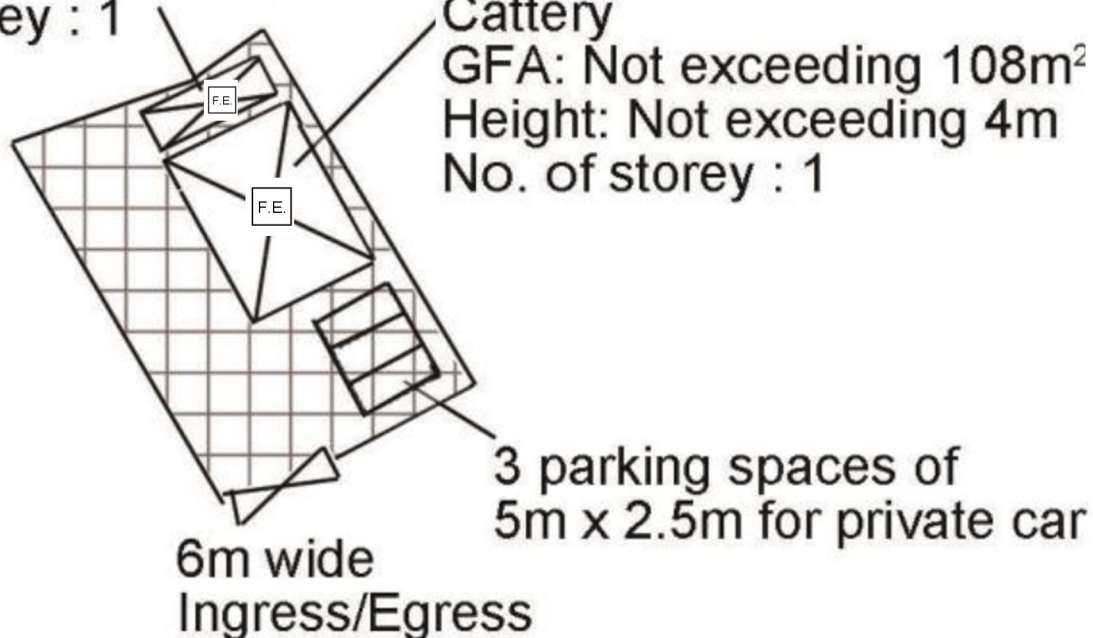 ey : 1
Cattery
GFA: Not exceeding 108m²
Height: Not exceeding 4m
No. of storey : 1
F.E.
F.E.
3 parking spaces of
5m x 2.5m for private car
6m wide
Ingress/Egress